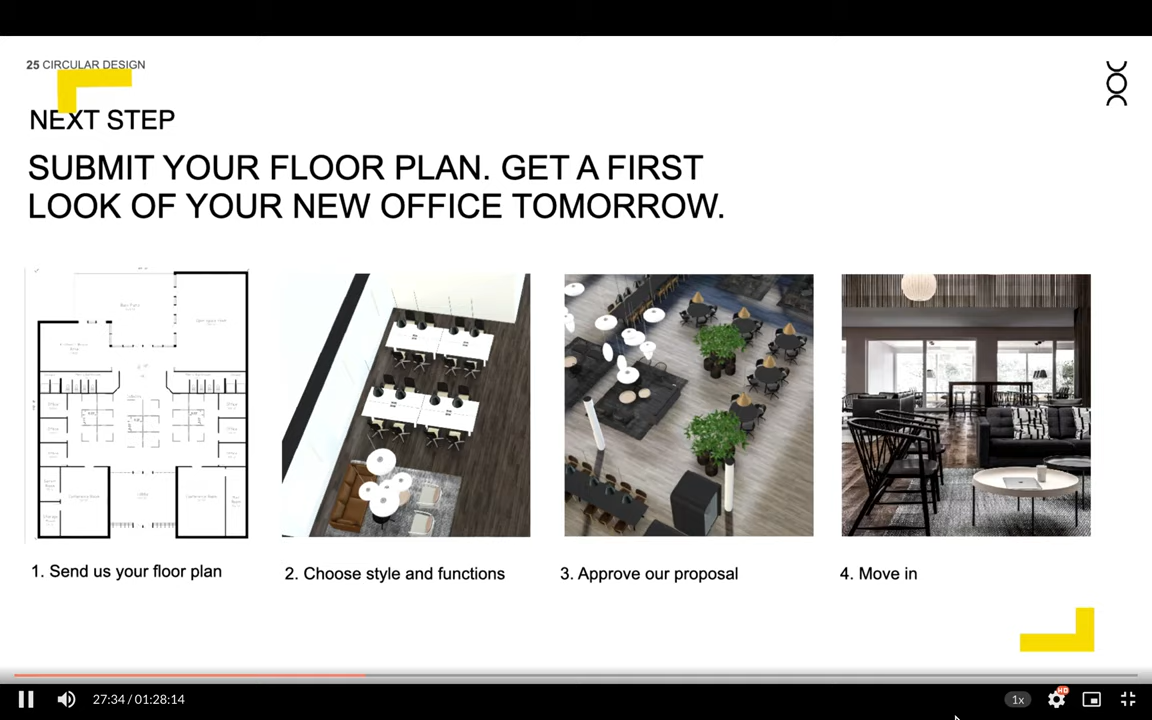 25 CIRCULAR DESIGN
NEXT STEP
SUBMIT YOUR FLOOR PLAN. GET A FIRST
LOOK OF YOUR NEW OFFICE TOMORROW.
1. Send us your floor plan
2. Choose style and functions
3. Approve our proposal
4. Move in
27:34 / 01:28:14
1x
HD